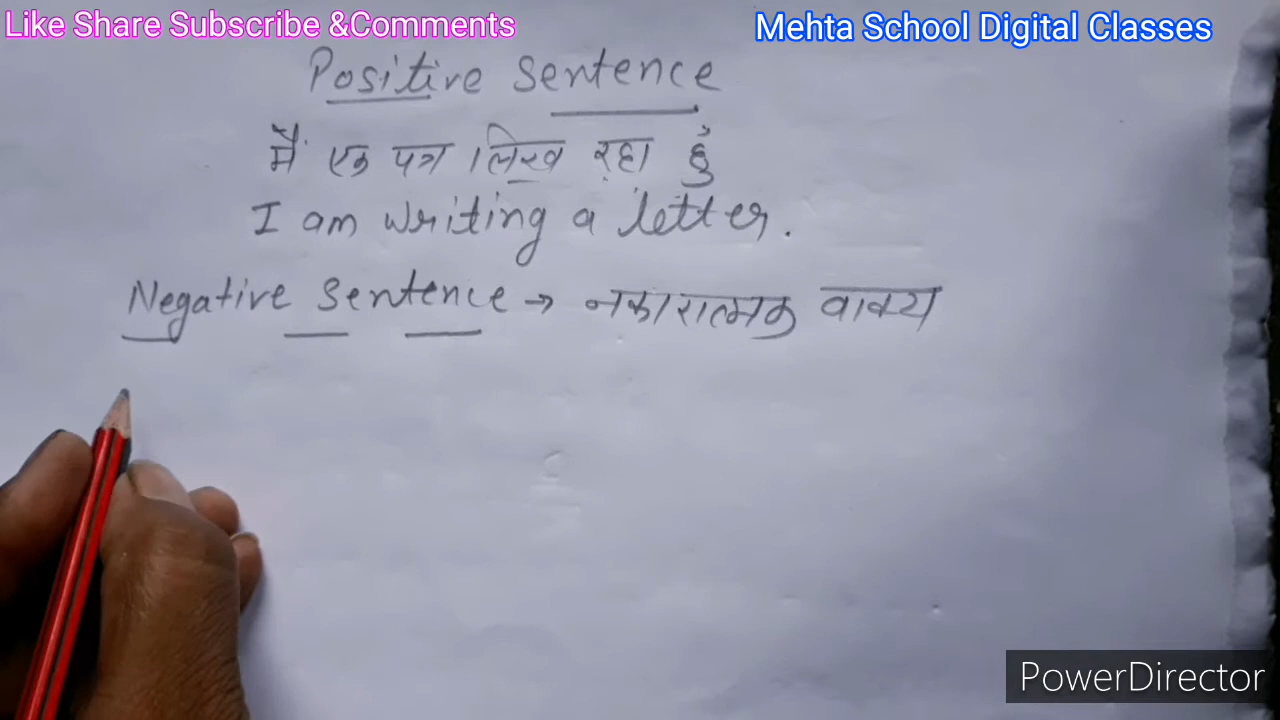 Like Share Subscribe &Comments
Mehta School Digital Classes
Positive Sentence
मैं एक पत्र लिख रहा हूँ
I am writing a letter.
Negative Sentence → नकारात्मक वाक्य
PowerDirector